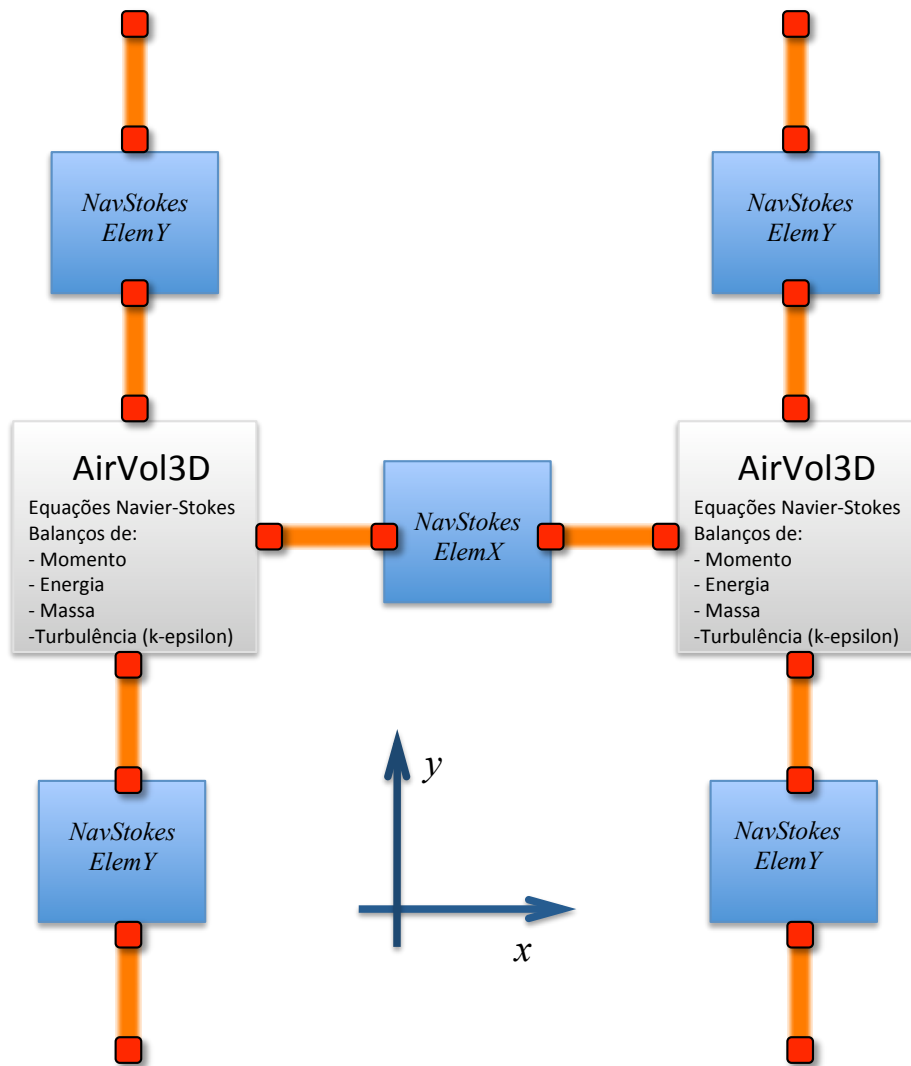 NavStokes
ElemY
NavStokes
ElemY
AirVol3D
Equações Navier-Stokes
Balanços de:
- Momento
- Energia
- Massa
-Turbulência (k-epsilon)
NavStokes
ElemX
AirVol3D
Equações Navier-Stokes
Balanços de:
- Momento
- Energia
- Massa
-Turbulência (k-epsilon)
NavStokes
ElemY
y
x
NavStokes
ElemY